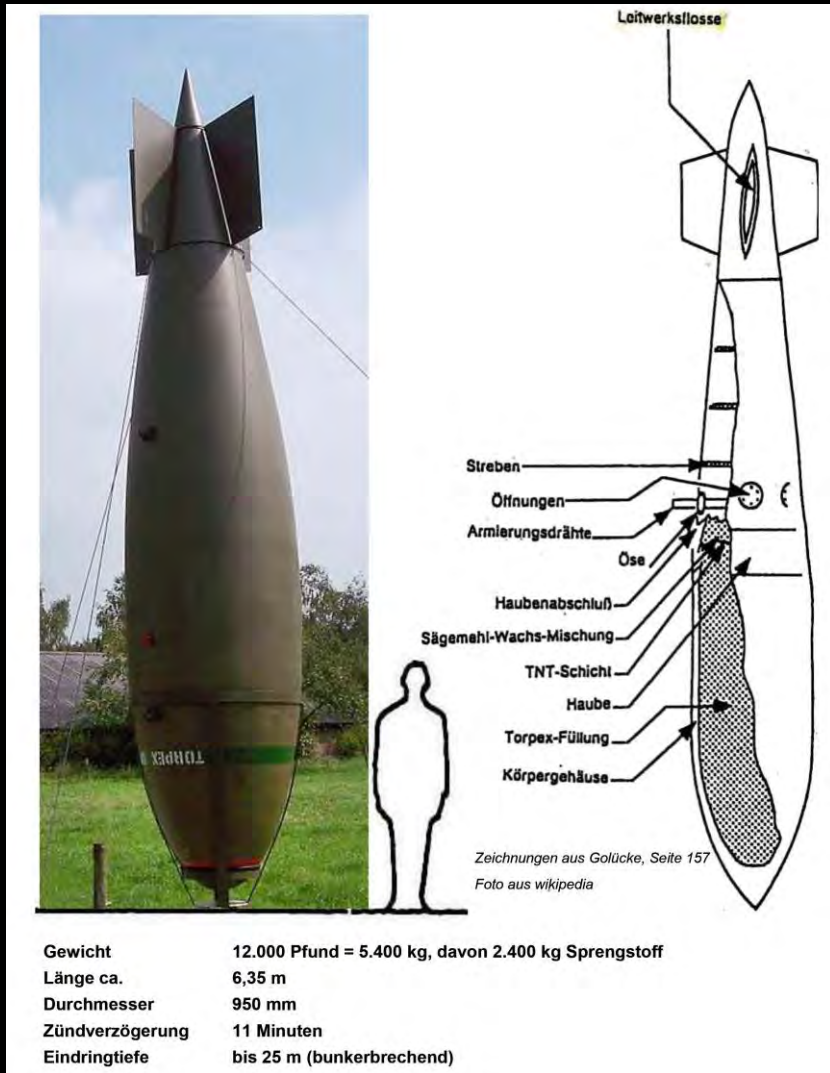 Leitwerksflosse
Streben
Öffnungen
Armierungsdrähte
Öse
Haubenabschluß
Sägemehl-Wachs-Mischung
TNT-Schicht
Haube
Torpex-Füllung
Körpergehäuse
TORPEX
Zeichnungen aus Golücke, Seite 157
Foto aus wikipedia
Gewicht 12.000 Pfund = 5.400 kg, davon 2.400 kg Sprengstoff
Länge ca. 6,35 m
Durchmesser 950 mm
Zündverzögerung 11 Minuten
Eindringtiefe bis 25 m (bunkerbrechend)